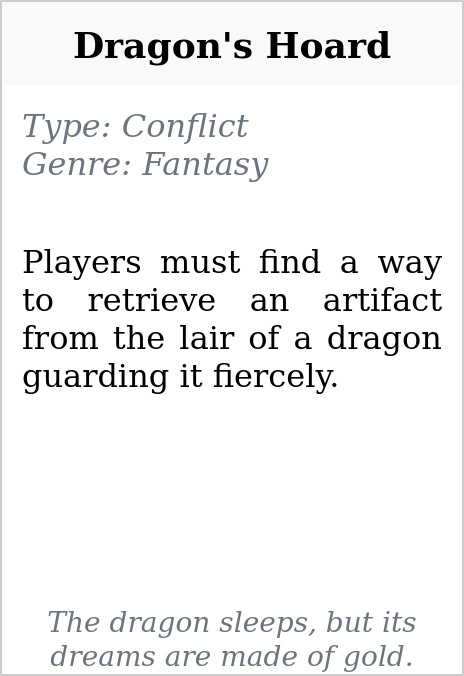 Dragon's Hoard
Type: Conflict
Genre: Fantasy
Players must find a way
to retrieve an artifact
from the lair of a dragon
guarding it fiercely.
The dragon sleeps, but its
dreams are made of gold.